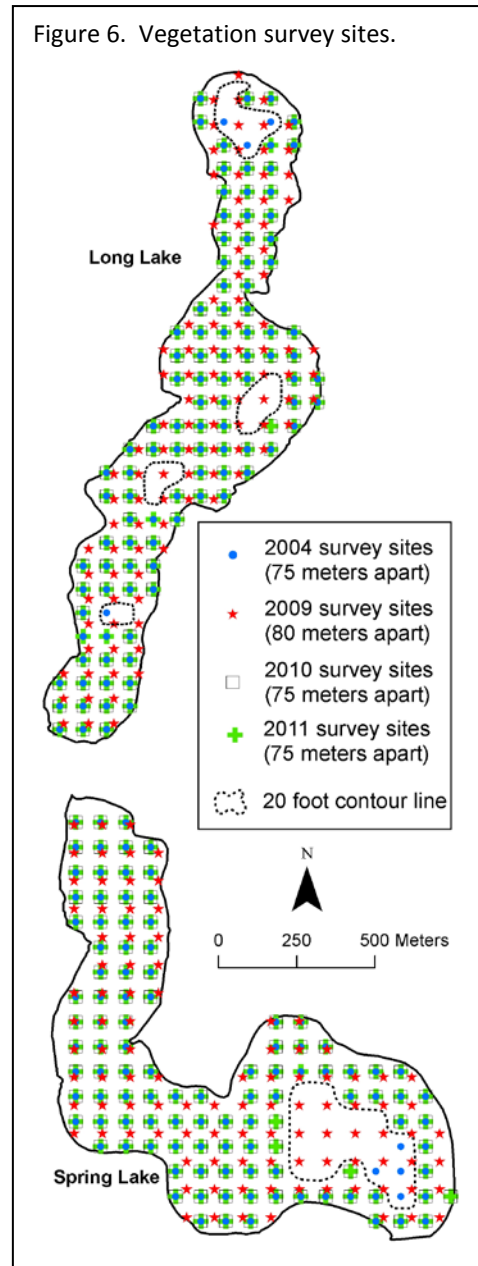 Figure 6. Vegetation survey sites.
Long Lake
2004 survey sites
(75 meters apart)
2009 survey sites
(80 meters apart)
2010 survey sites
(75 meters apart)
2011 survey sites
(75 meters apart)
20 foot contour line
N
0 250 500 Meters
Spring Lake